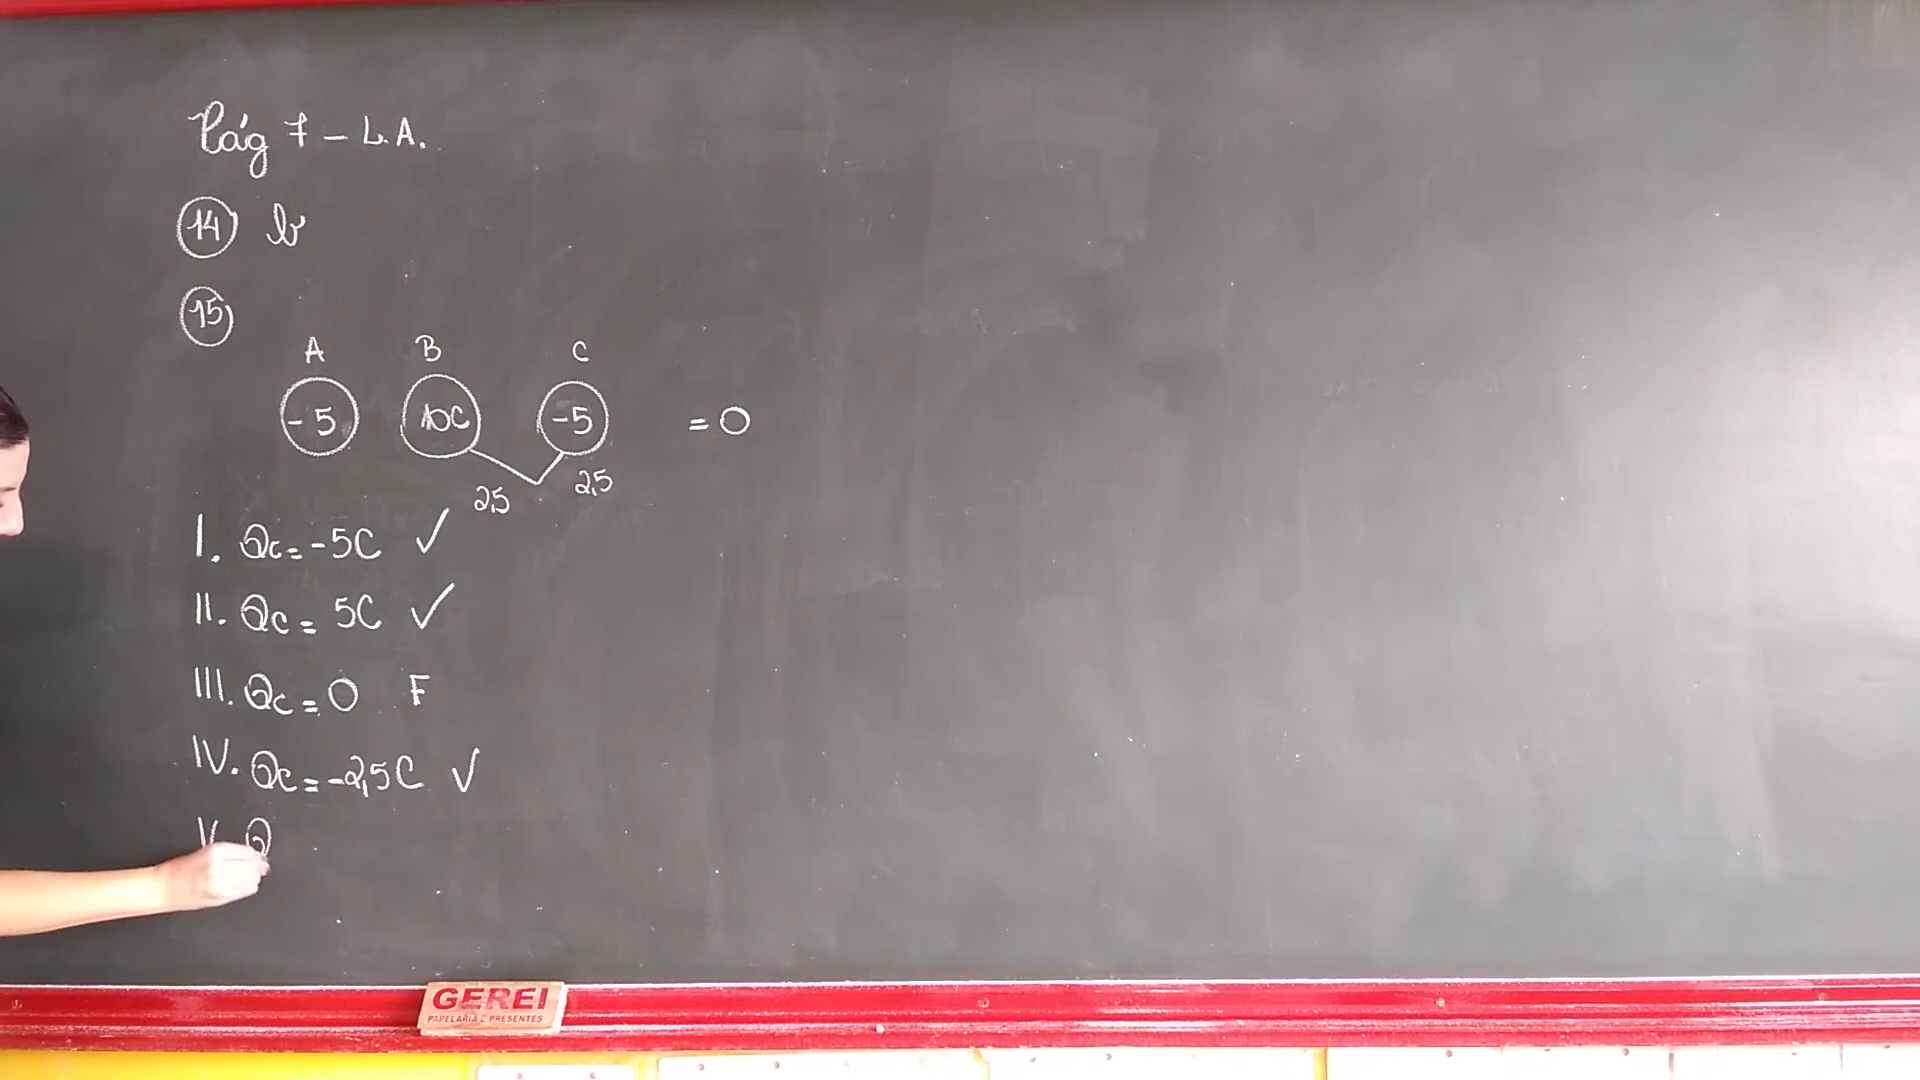 Pág 7 - L.A.
14 b
15
A B C
-5 10C -5 = 0
2,5 2,5
I. Qc = -5C ✓
II. Qc = 5C ✓
III. Qc = 0 F
IV. Qc = -2,5C ✓
V. Q
GEREI
PAPELARIA E PRESENTES